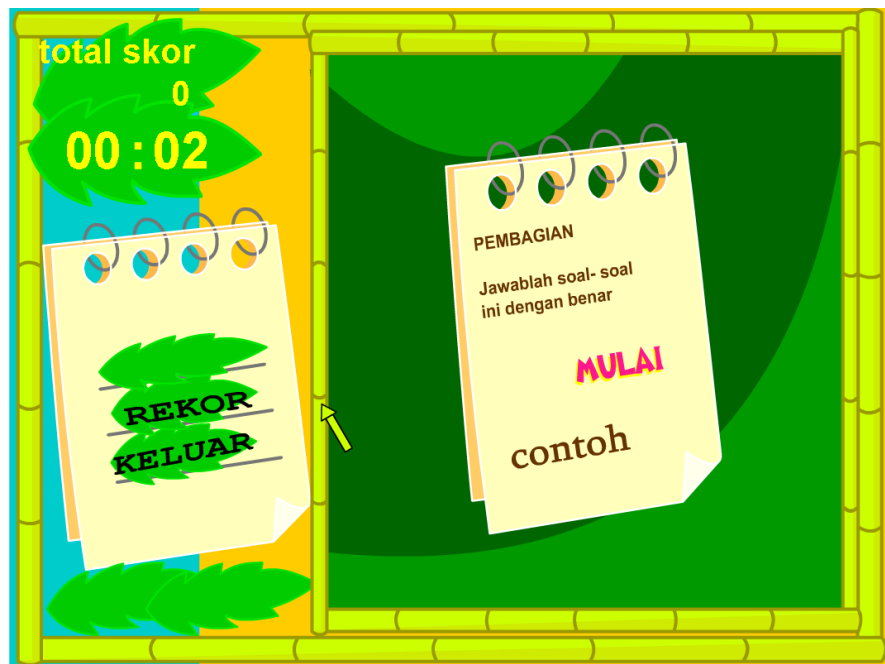 total skor
0
00:02
REKOR
KELUAR
PEMBAGIAN
Jawablah soal- soal
ini dengan benar
MULAI
contoh